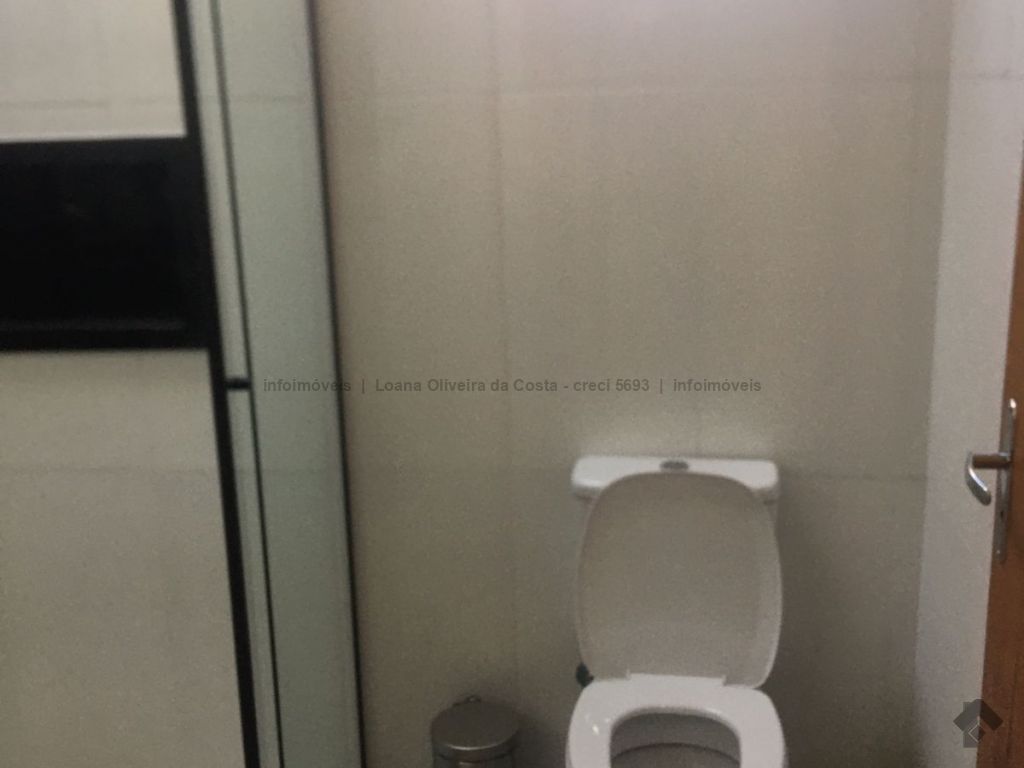 infoimóveis | Loana Oliveira da Costa - creci 5693 | infoimóveis